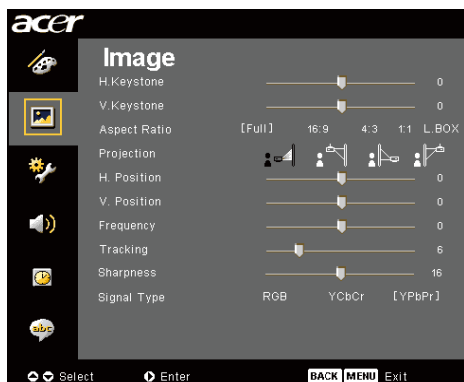 acer
Image
H.Keystone 0
V.Keystone 0
Aspect Ratio [Full] 16:9 4:3 1:1 L.BOX
Projection
H. Position 0
V. Position 0
Frequency 0
Tracking 6
Sharpness 16
Signal Type RGB YCbCr [YPbPr]
abc
Select Enter BACK MENU Exit